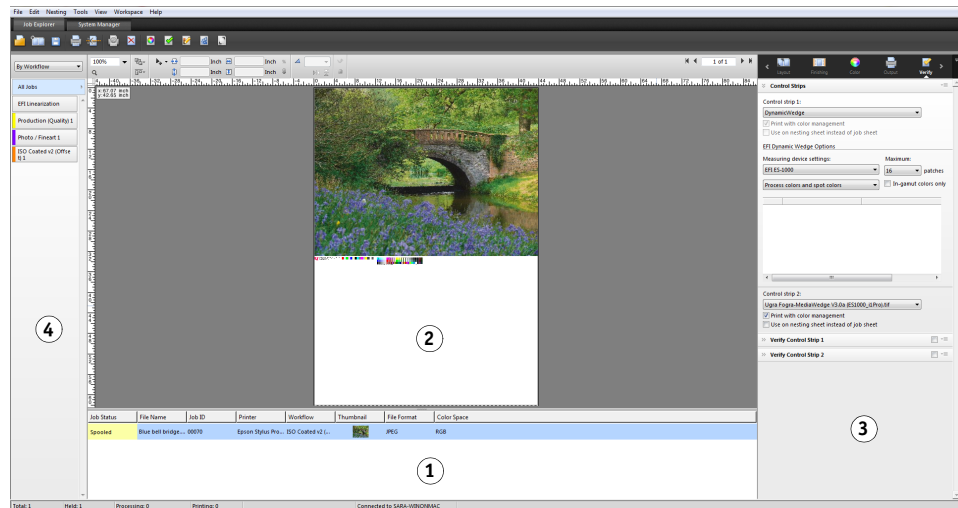 File Edit Nesting Tools View Workspace Help
Job Explorer System Manager
By Workflow
100%
Inch
Inch
Inch
Inch
1 of 1
Layout Finishing Color Output Verify
All Jobs
EFI Linearization
Production (Quality) 1
Photo / Fineart 1
ISO Coated v2 (Offse
t) 1
x:67.07 inch
y:42.65 inch
Control Strips
Control strip 1:
DynamicWedge
Print with color management
Use on nesting sheet instead of job sheet
EFI Dynamic Wedge Options
Measuring device settings: Maximum:
EFI ES-1000 16 patches
Process colors and spot colors In-gamut colors only
Control strip 2:
Ugra Fogra-MediaWedge V3.0a (ES1000_i1Pro).tif
Print with color management
Use on nesting sheet instead of job sheet
Verify Control Strip 1
Verify Control Strip 2
4
2
3
Job Status File Name Job ID Printer Workflow Thumbnail File Format Color Space
Spooled Blue bell bridge.... 00070 Epson Stylus Pro... ISO Coated v2 (... JPEG RGB
1
Total: 1 Held: 1 Processing: 0 Printing: 0 Connected to SARA-WINONMAC